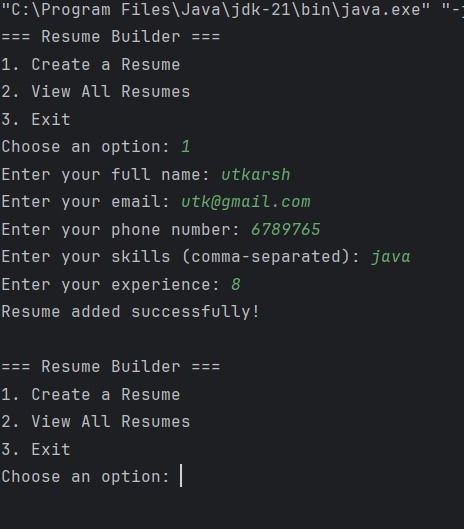 "C:\Program Files\Java\jdk-21\bin\java.exe" "-
=== Resume Builder ===
1. Create a Resume
2. View All Resumes
3. Exit
Choose an option: 1
Enter your full name: utkarsh
Enter your email: utk@gmail.com
Enter your phone number: 6789765
Enter your skills (comma-separated): java
Enter your experience: 8
Resume added successfully!
=== Resume Builder ===
1. Create a Resume
2. View All Resumes
3. Exit
Choose an option: